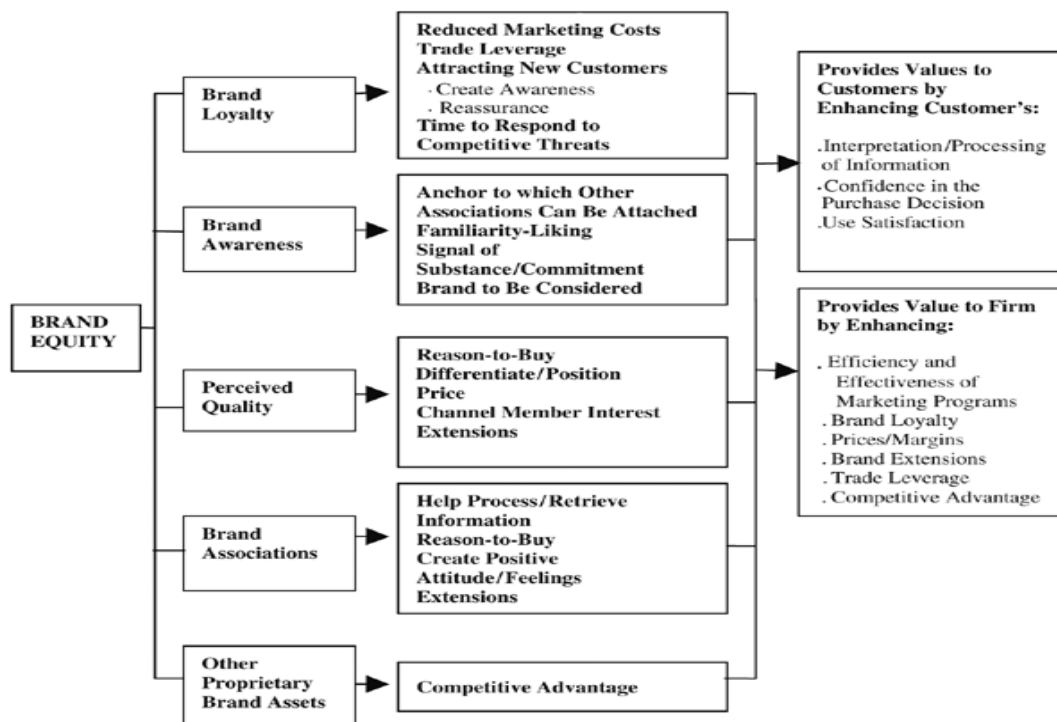 BRAND
EQUITY
Brand
Loyalty
Reduced Marketing Costs
Trade Leverage
Attracting New Customers
· Create Awareness
· Reassurance
Time to Respond to
Competitive Threats
Brand
Awareness
Anchor to which Other
Associations Can Be Attached
Familiarity-Liking
Signal of
Substance/Commitment
Brand to Be Considered
Perceived
Quality
Reason-to-Buy
Differentiate/Position
Price
Channel Member Interest
Extensions
Brand
Associations
Help Process/Retrieve
Information
Reason-to-Buy
Create Positive
Attitude/Feelings
Extensions
Other
Proprietary
Brand Assets
Competitive Advantage
Provides Values to
Customers by
Enhancing Customer's:
.Interpretation/Processing
of Information
.Confidence in the
Purchase Decision
.Use Satisfaction
Provides Value to Firm
by Enhancing:
. Efficiency and
Effectiveness of
Marketing Programs
. Brand Loyalty
. Prices/Margins
. Brand Extensions
. Trade Leverage
. Competitive Advantage